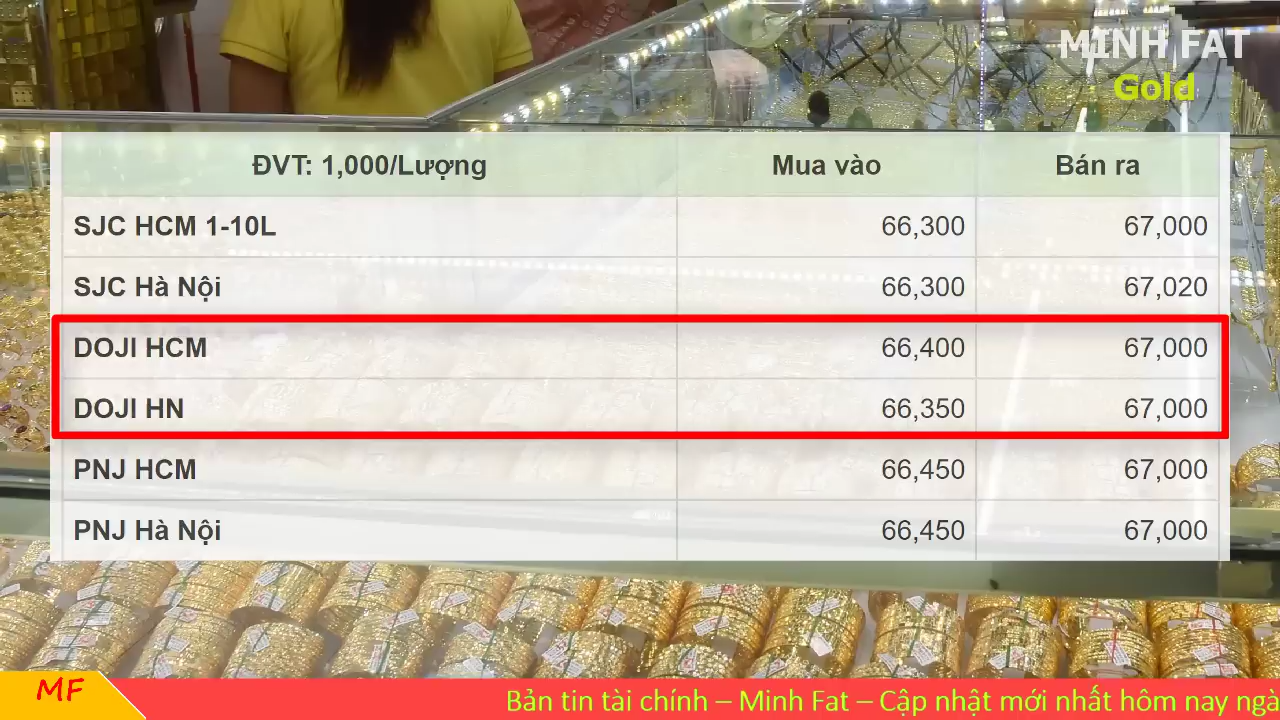 MINH FAT
Gold
ĐVT: 1,000/Lượng Mua vào Bán ra
SJC HCM 1-10L 66,300 67,000
SJC Hà Nội 66,300 67,020
DOJI HCM 66,400 67,000
DOJI HN 66,350 67,000
PNJ HCM 66,450 67,000
PNJ Hà Nội 66,450 67,000
MF
Bản tin tài chính – Minh Fat – Cập nhật mới nhất hôm nay ngà